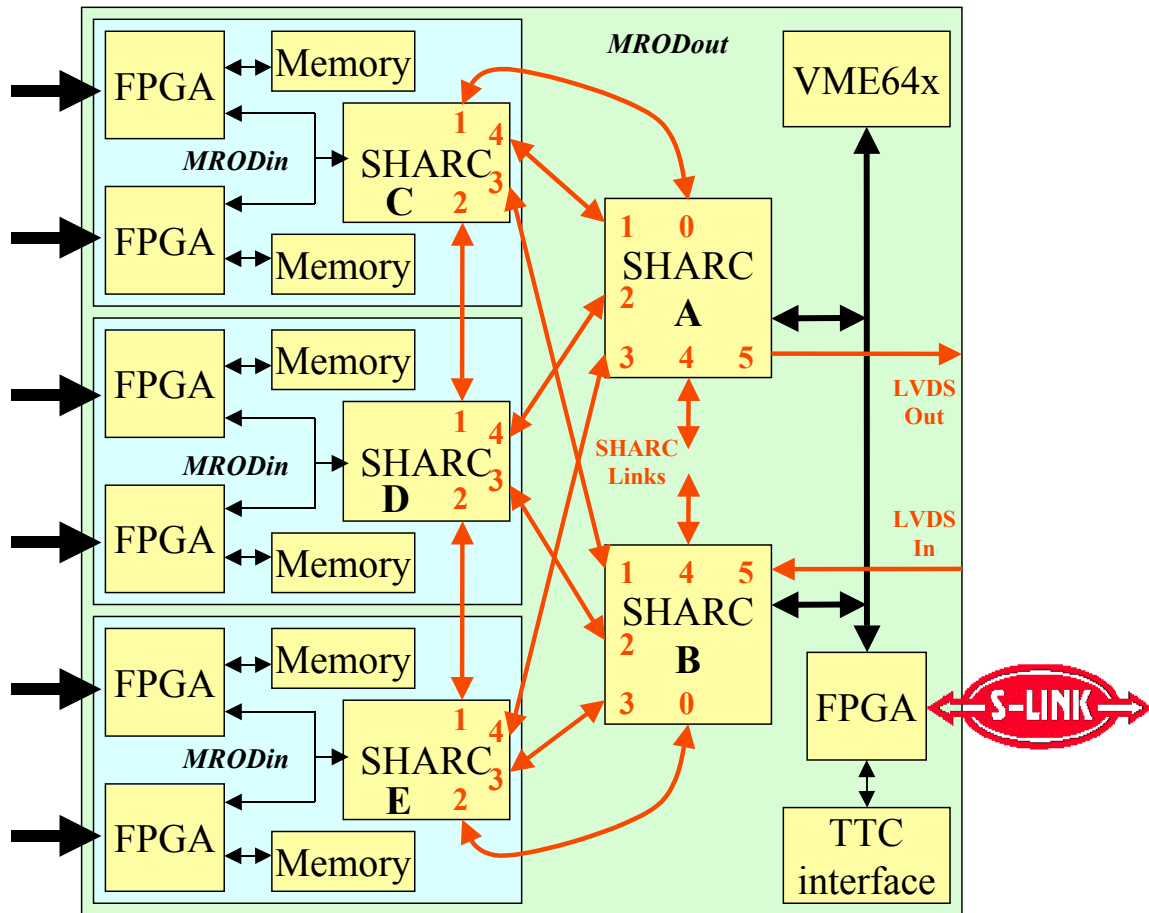 MRODout
FPGA
Memory
MRODin
FPGA
Memory
1
4
SHARC
3
C
2
VME64x
1 0
SHARC
2
A
3 4 5
LVDS
Out
FPGA
Memory
MRODin
FPGA
Memory
1
4
SHARC
3
D
2
SHARC
Links
LVDS
In
1 4 5
SHARC
2
B
3 0
FPGA
Memory
MRODin
FPGA
Memory
1
4
SHARC
3
E
2
FPGA
S-LINK
TTC
interface